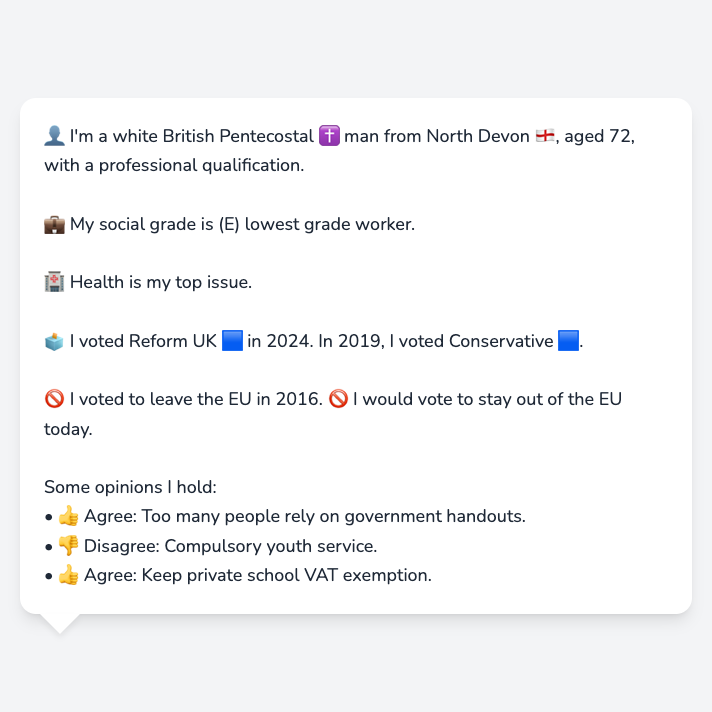 👤 I'm a white British Pentecostal ✝️ man from North Devon 🏴󠁧󠁢󠁥󠁮󠁧󠁿, aged 72,
with a professional qualification.
💼 My social grade is (E) lowest grade worker.
🏥 Health is my top issue.
🗳️ I voted Reform UK 🟦 in 2024. In 2019, I voted Conservative 🟦.
🚫 I voted to leave the EU in 2016. 🚫 I would vote to stay out of the EU
today.
Some opinions I hold:
• 👍 Agree: Too many people rely on government handouts.
• 👎 Disagree: Compulsory youth service.
• 👍 Agree: Keep private school VAT exemption.